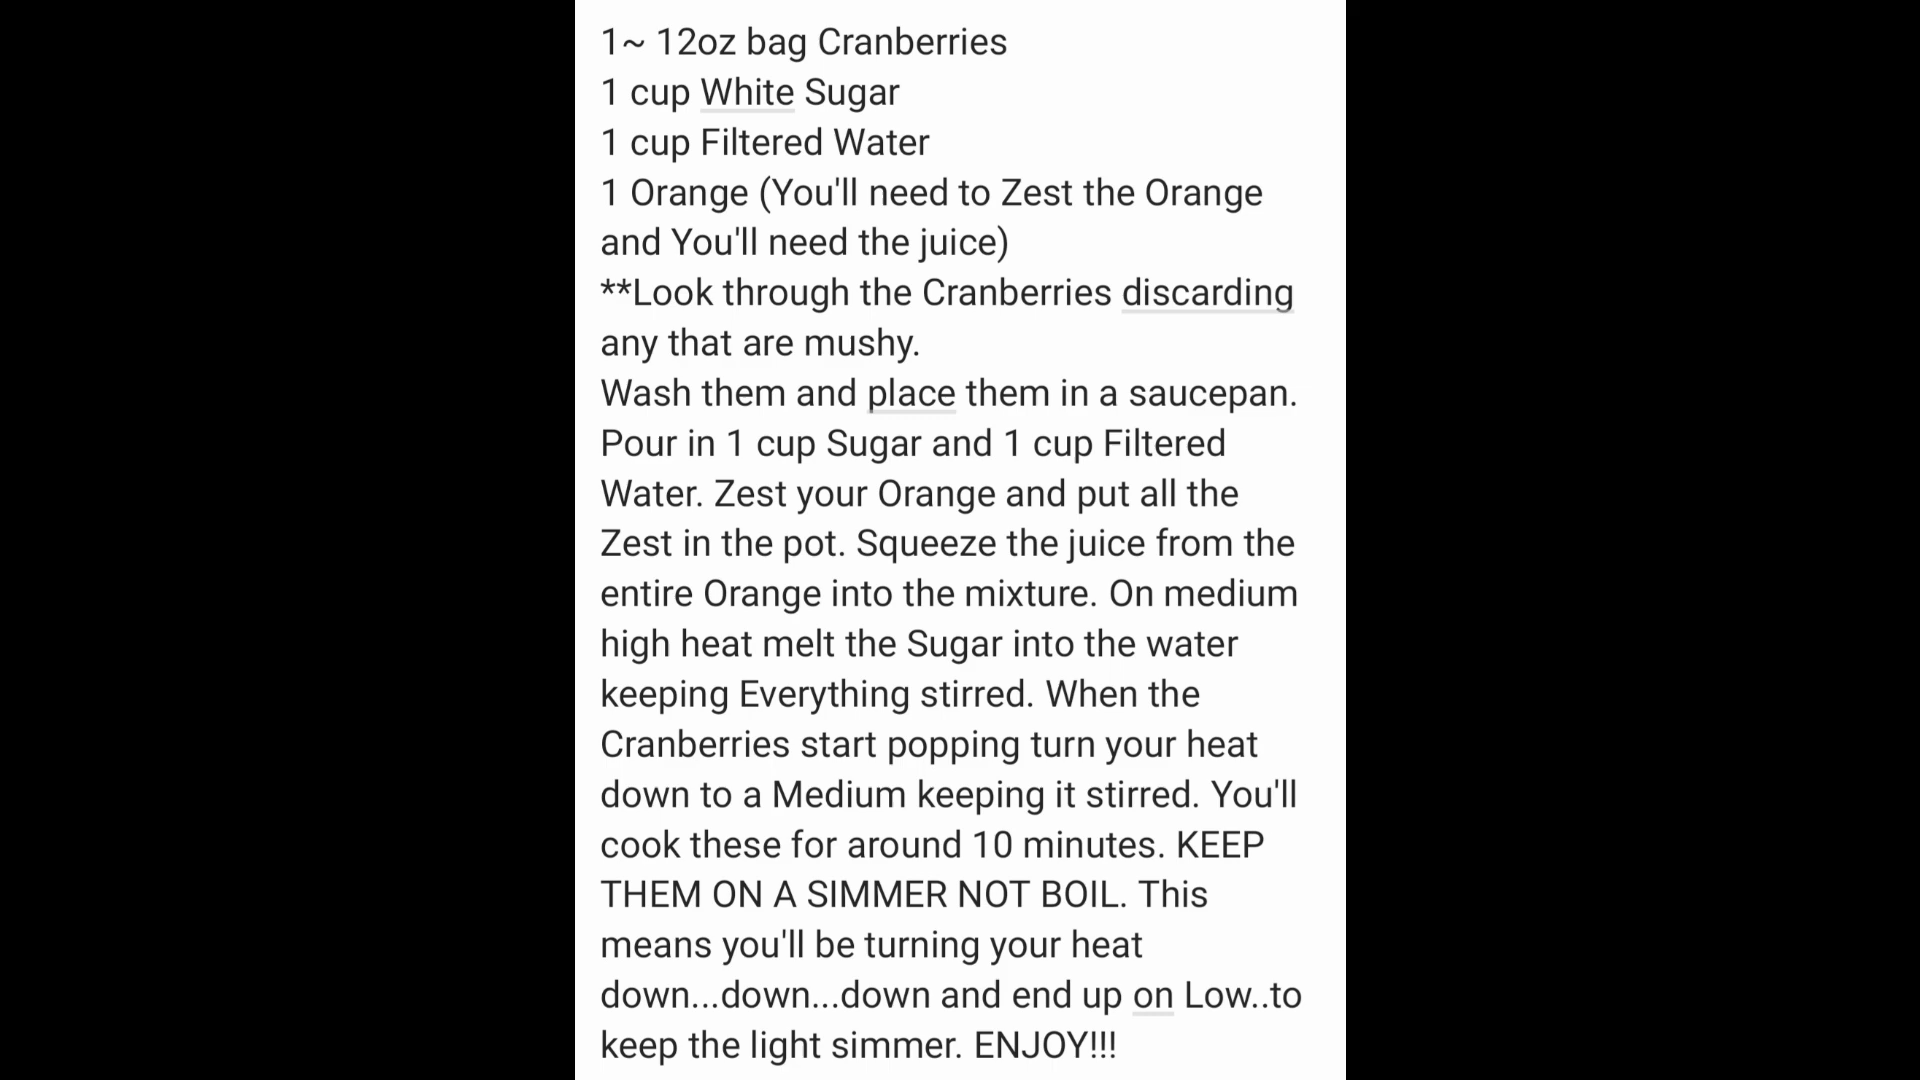 1~ 12oz bag Cranberries
1 cup White Sugar
1 cup Filtered Water
1 Orange (You'll need to Zest the Orange
and You'll need the juice)
**Look through the Cranberries discarding
any that are mushy.
Wash them and place them in a saucepan.
Pour in 1 cup Sugar and 1 cup Filtered
Water. Zest your Orange and put all the
Zest in the pot. Squeeze the juice from the
entire Orange into the mixture. On medium
high heat melt the Sugar into the water
keeping Everything stirred. When the
Cranberries start popping turn your heat
down to a Medium keeping it stirred. You'll
cook these for around 10 minutes. KEEP
THEM ON A SIMMER NOT BOIL. This
means you'll be turning your heat
down...down...down and end up on Low..to
keep the light simmer. ENJOY!!!